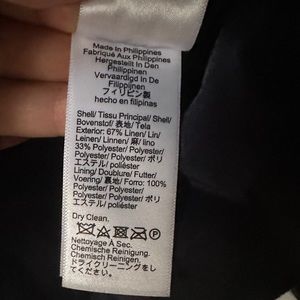 Made In Philippines
Fabriqué Aux Philippines
Hergestellt In Den
Philippinen
Vervaardigd In De
Filippijnen
フィリピン製
hecho en filipinas
Shell/ Tissu Principal/ Shell/
Bovenstof/ 表地/ Tela
Exterior: 67% Linen/ Lin/
Leinen/ Linnen/ 麻/ lino
33% Polyester/ Polyester/
Polyester/ Polyester/ ポリ
エステル/ poliéster
Lining/ Doublure/ Futter/
Voering/ 裏地/ Forro: 100%
Polyester/ Polyester/
Polyester/ Polyester/ ポリ
エステル/ poliéster
Dry Clean.
P
Nettoyage À Sec.
Chemisch Reinigen.
Chemisch Reinigen.
ドライクリーニングをし
てください。